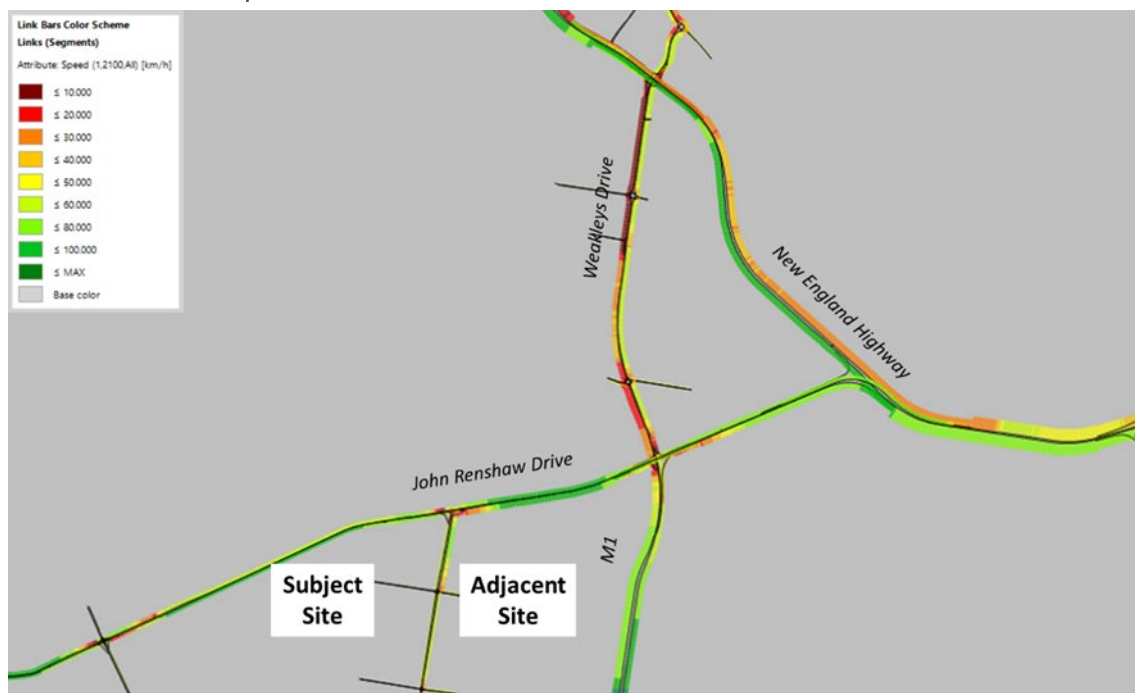 Link Bars Color Scheme
Links (Segments)
Attribute: Speed (1,2100,All) [km/h]
≤ 10.000
≤ 20.000
≤ 30.000
≤ 40.000
≤ 50.000
≤ 60.000
≤ 80.000
≤ 100.000
≤ MAX
Base color
Weakleys Drive
New England Highway
John Renshaw Drive
M1
Subject
Site
Adjacent
Site